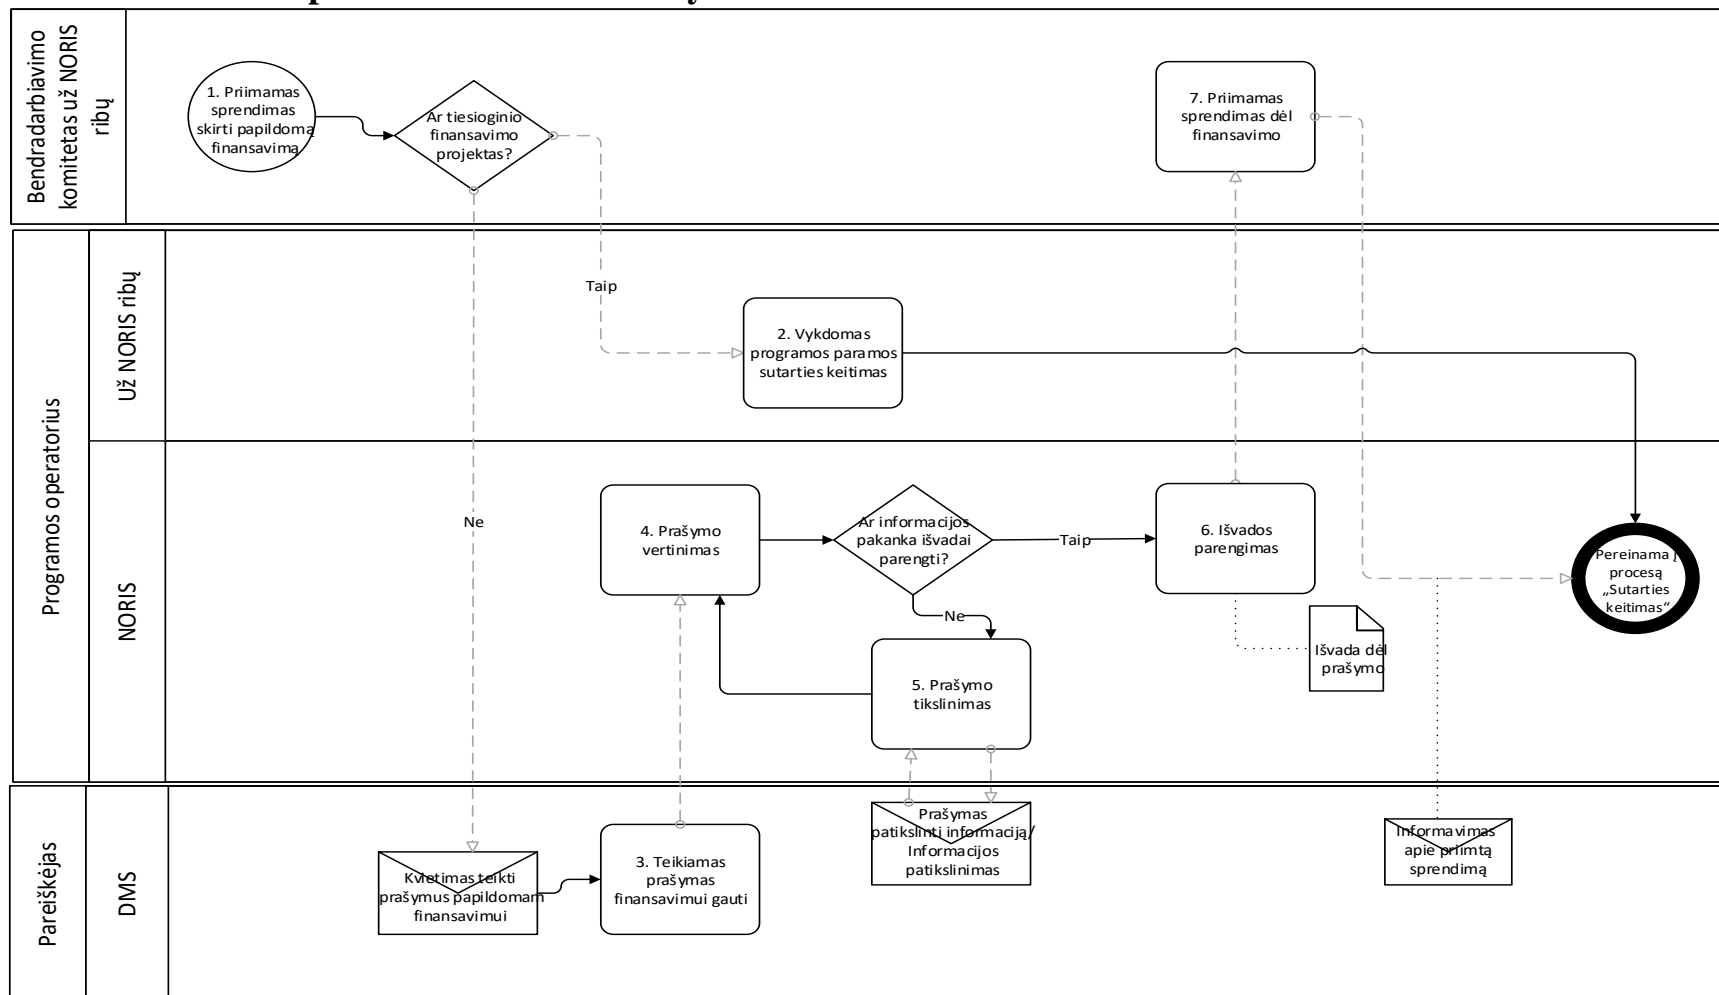 Bendradarbiavimo
komitetas už NORIS
ribų
1. Priimamas
sprendimas
skirti papildomą
finansavimą
Ar tiesioginio
finansavimo
projektas?
7. Priimamas
sprendimas dėl
finansavimo
Programos operatorius
Už NORIS ribų
Taip
2. Vykdomas
programos paramos
sutarties keitimas
NORIS
Ne
4. Prašymo
vertinimas
Ar informacijos
pakanka išvadai
parengti?
Taip
6. Išvados
parengimas
Pereinama į
procesą
„Sutarties
keitimas“
Ne
5. Prašymo
tikslinimas
Išvada dėl
prašymo
Pareiškėjas
DMS
Kvietimas teikti
prašymus papildomam
finansavimui
3. Teikiamas
prašymas
finansavimui gauti
Prašymas
patikslinti informaciją/
Informacijos
patikslinimas
Informavimas
apie priimtą
sprendimą